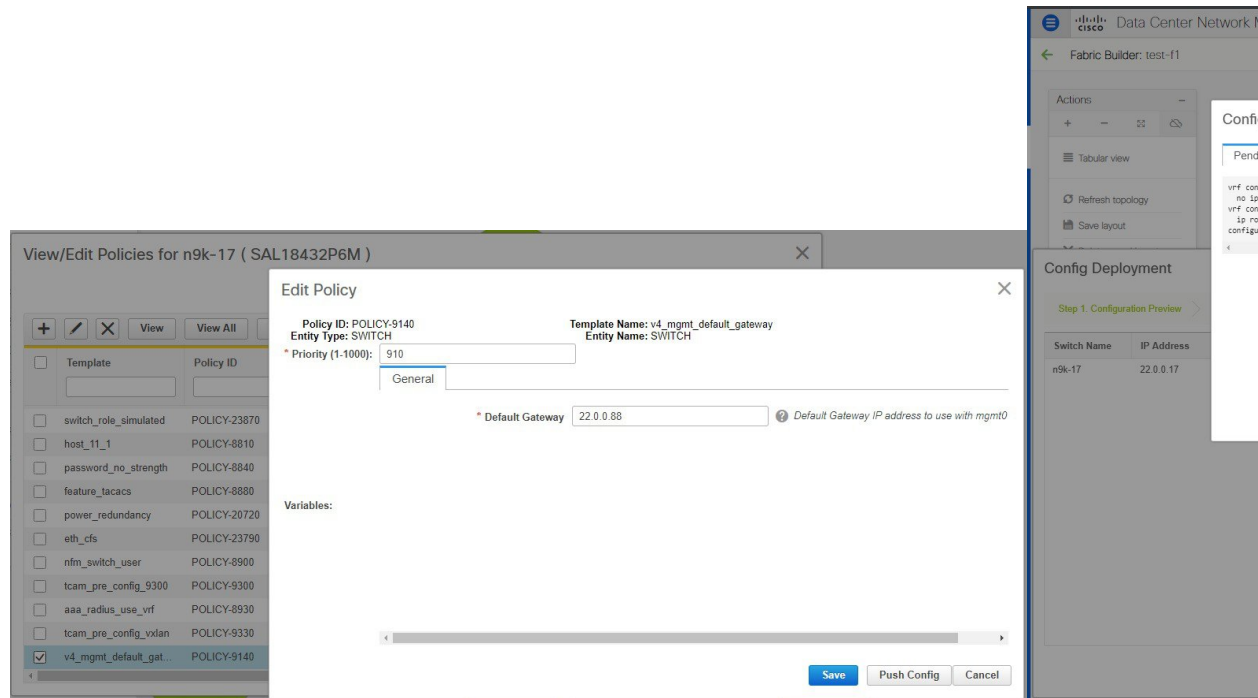 Data Center Network
CISCO
Fabric Builder: test-f1
Actions
Tabular view
Refresh topology
Save layout
Config Deployment
Step 1. Configuration Preview
Switch Name IP Address
n9k-17 22.0.0.17
vrf
no ip
vrf
View/Edit Policies for n9k-17 ( SAL18432P6M )
View View All
Template Policy ID
switch_role_simulated POLICY-23870
host_11_1 POLICY-8810
password_no_strength POLICY-8840
feature_tacacs POLICY-8880
power_redundancy POLICY-20720
eth_cfs POLICY-23790
nfm_switch_user POLICY-8900
tcam_pre_config_9300 POLICY-9300
aaa_radius_use_vrf POLICY-8930
tcam_pre_config_vxlan POLICY-9330
v4_mgmt_default_gat... POLICY-9140
Edit Policy
Policy ID: POLICY-9140 Template Name: v4_mgmt_default_gateway
Entity Type: SWITCH Entity Name: SWITCH
* Priority (1-1000): 910
General
* Default Gateway 22.0.0.88 Default Gateway IP address to use with mgmt0
Variables:
Save Push Config Cancel